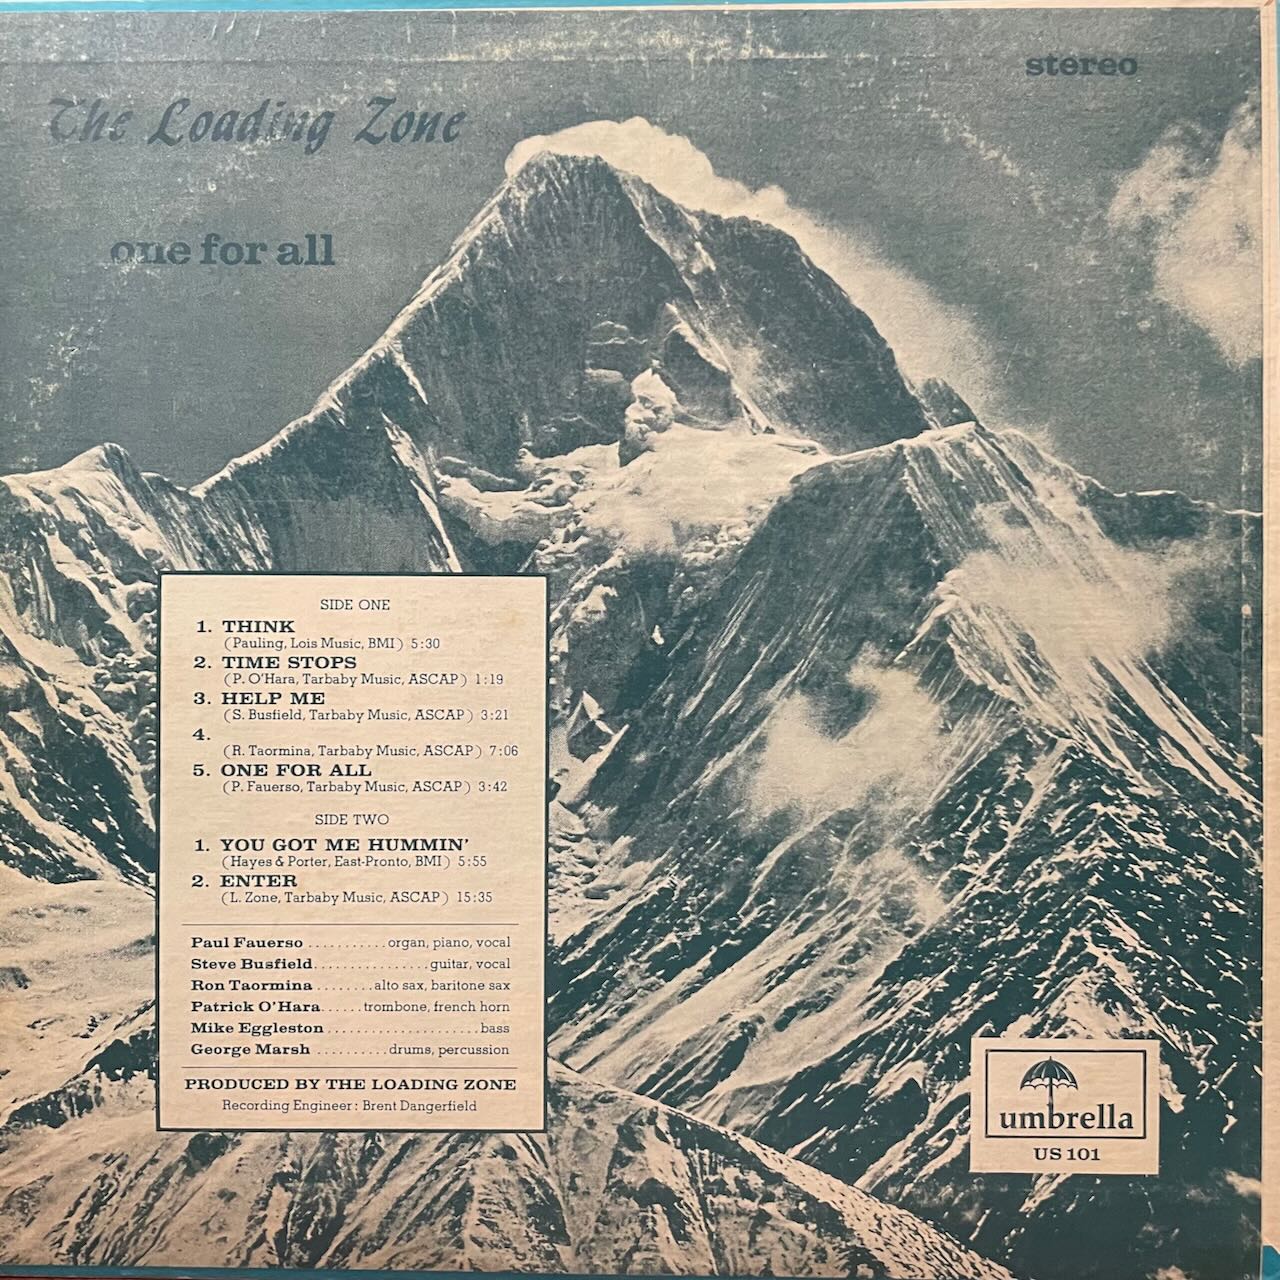 stereo
The Loading Zone
one for all
SIDE ONE
1. THINK
(Pauling, Lois Music, BMI) 5:30
2. TIME STOPS
(P. O'Hara, Tarbaby Music, ASCAP) 1:19
3. HELP ME
(S. Busfield, Tarbaby Music, ASCAP) 3:21
4.
(R. Taormina, Tarbaby Music, ASCAP) 7:06
5. ONE FOR ALL
(P. Fauerso, Tarbaby Music, ASCAP) 3:42
SIDE TWO
1. YOU GOT ME HUMMIN'
(Hayes & Porter, East-Pronto, BMI) 5:55
2. ENTER
(L. Zone, Tarbaby Music, ASCAP) 15:35
Paul Fauerso ........... organ, piano, vocal
Steve Busfield ................ guitar, vocal
Ron Taormina ........ alto sax, baritone sax
Patrick O'Hara ...... trombone, french horn
Mike Eggleston ..................... bass
George Marsh .......... drums, percussion
PRODUCED BY THE LOADING ZONE
Recording Engineer: Brent Dangerfield
umbrella
US 101